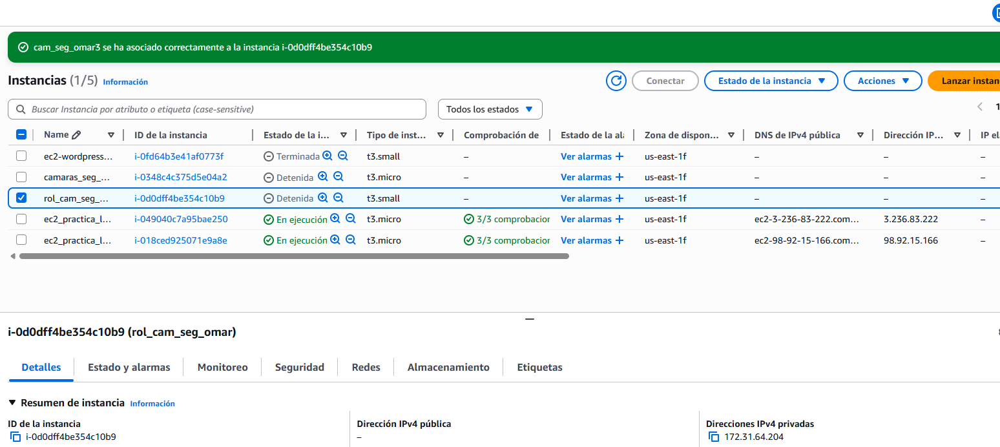 cam_seg_omar3 se ha asociado correctamente a la instancia i-0d0dff4be354c10b9
Instancias (1/5) Información Conectar Estado de la instancia Acciones Lanzar instan
Buscar Instancia por atributo o etiqueta (case-sensitive) Todos los estados 1
Name ID de la instancia Estado de la i... Tipo de inst... Comprobación de Estado de la ala Zona de dispon... DNS de IPv4 pública Dirección IP... IP el
ec2-wordpress... i-0fd64b3e41af0773f Terminada t3.small – Ver alarmas + us-east-1f – – –
camaras_seg_... i-0348c4c375d5e04a2 Detenida t3.micro – Ver alarmas + us-east-1f – – –
rol_cam_seg_... i-0d0dff4be354c10b9 Detenida t3.small – Ver alarmas + us-east-1f – – –
ec2_practica_l... i-049040c7a95bae250 En ejecución t3.micro 3/3 comprobacior Ver alarmas + us-east-1f ec2-3-236-83-222.com... 3.236.83.222 –
ec2_practica_l... i-018ced925071e9a8e En ejecución t3.micro 3/3 comprobacior Ver alarmas + us-east-1f ec2-98-92-15-166.com... 98.92.15.166 –
i-0d0dff4be354c10b9 (rol_cam_seg_omar)
Detalles Estado y alarmas Monitoreo Seguridad Redes Almacenamiento Etiquetas
Resumen de instancia Información
ID de la instancia Dirección IPv4 pública Direcciones IPv4 privadas
i-0d0dff4be354c10b9 – 172.31.64.204